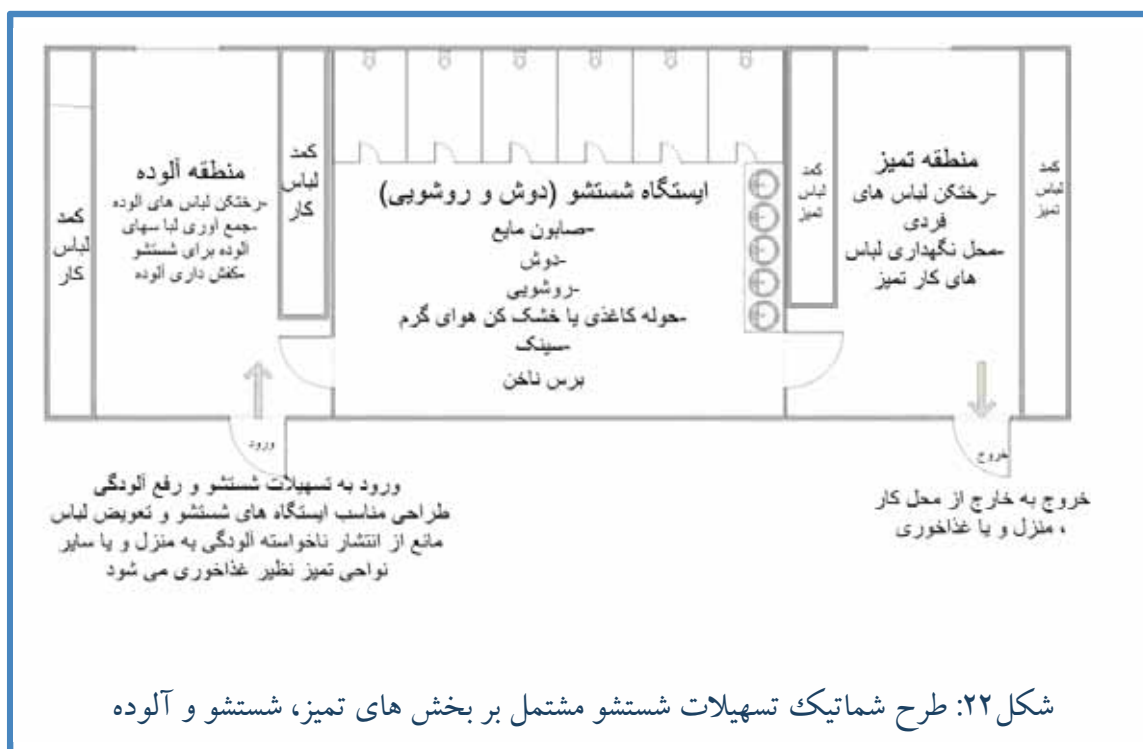 کمد
لباس
تمیز
منطقه تمیز
-رختکن لباس های
فردی
-محل نگهداری لباس
های کار تمیز
کمد
لباس
تمیز
ایستگاه شستشو (دوش و روشویی)
-صابون مایع
-دوش
-روشویی
-حوله کاغذی یا خشک کن هوای گرم
-سینک
برس ناخن
کمد
لباس
کار
منطقه آلوده
-رختکن لباس های آلوده
-جمع اوری لبا سهای
آلوده برای شستشو
-کفش داری آلوده
کمد
لباس
کار
خروج
ورود
خروج به خارج از محل کار
، منزل و یا غذاخوری
ورود به تسهیلات شستشو و رفع آلودگی
طراحی مناسب ایستگاه های شستشو و تعویض لباس
مانع از انتشار ناخواسته آلودگی به منزل و یا سایر
نواحی تمیز نظیر غذاخوری می شود
شکل۲۲: طرح شماتیک تسهیلات شستشو مشتمل بر بخش های تمیز، شستشو و آلوده